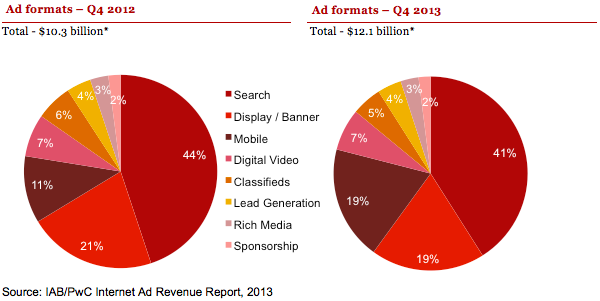 Ad formats – Q4 2012
Total - $10.3 billion*
44%
21%
11%
7%
6%
4%
3%
2%
Search
Display / Banner
Mobile
Digital Video
Classifieds
Lead Generation
Rich Media
Sponsorship
Ad formats – Q4 2013
Total - $12.1 billion*
41%
19%
19%
7%
5%
4%
3%
2%
Source: IAB/PwC Internet Ad Revenue Report, 2013